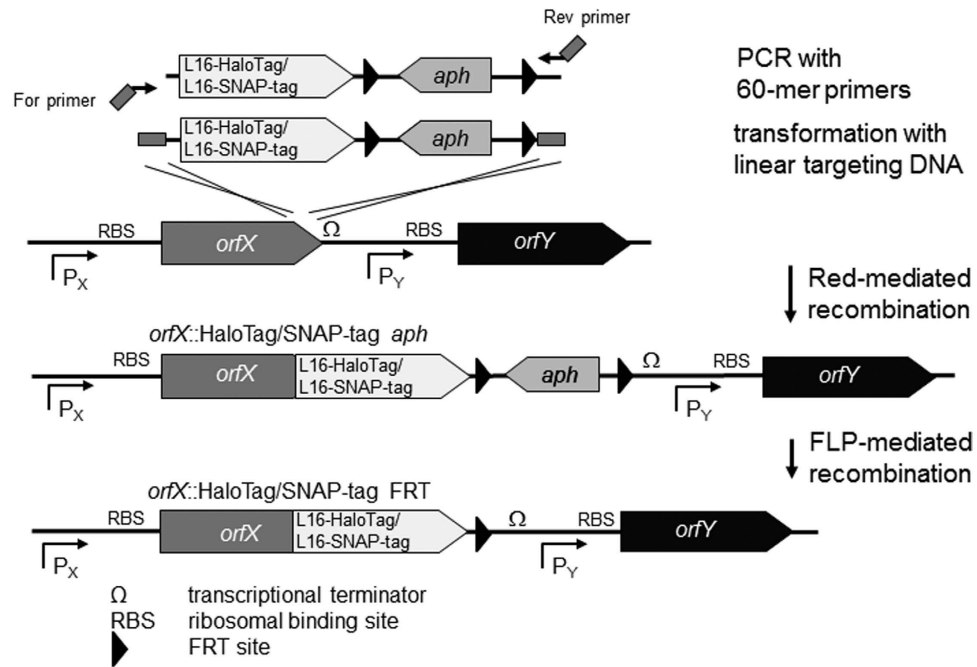 Rev primer
For primer
L16-HaloTag/
L16-SNAP-tag
aph
PCR with
60-mer primers
L16-HaloTag/
L16-SNAP-tag
aph
transformation with
linear targeting DNA
RBS
orfX
Ω
RBS
orfY
PX
PY
Red-mediated
recombination
orfX::HaloTag/SNAP-tag aph
RBS
orfX
L16-HaloTag/
L16-SNAP-tag
aph
Ω
RBS
orfY
PX
PY
FLP-mediated
recombination
orfX::HaloTag/SNAP-tag FRT
RBS
orfX
L16-HaloTag/
L16-SNAP-tag
Ω
RBS
orfY
PX
PY
Ω transcriptional terminator
RBS ribosomal binding site
FRT site